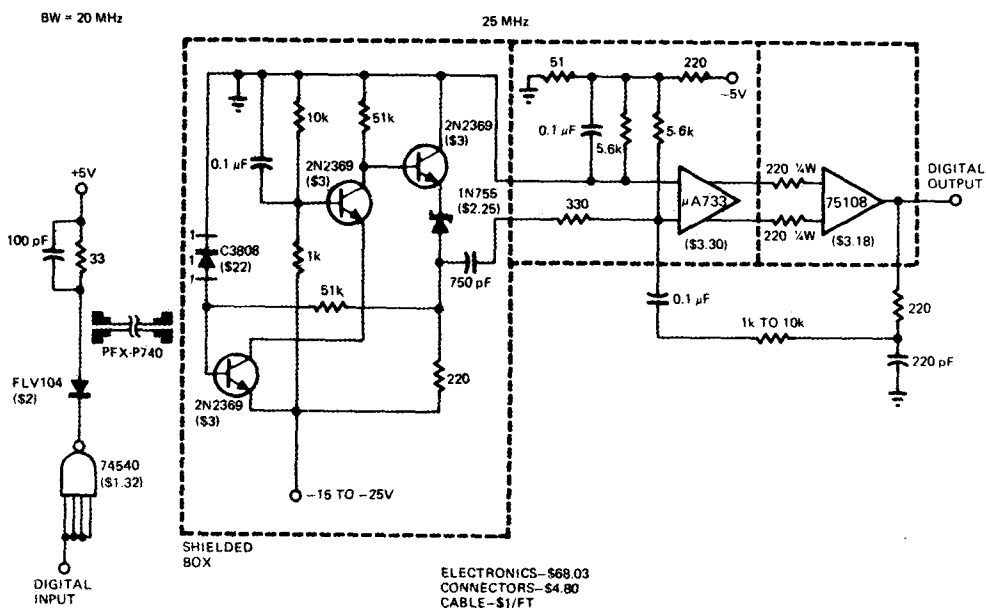 BW = 20 MHz
25 MHz
+5V
100 pF
33
PFX-P740
FLV104
($2)
74540
($1.32)
DIGITAL
INPUT
10k
51k
2N2369
($3)
0.1 μF
2N2369
($3)
1N755
($2.25)
C3808
($22)
1k
51k
750 pF
220
2N2369
($3)
-15 TO -25V
SHIELDED
BOX
51
220
-5V
0.1 μF
5.6k
5.6k
330
μA733
($3.30)
220 ¼W
220 ¼W
75108
($3.18)
DIGITAL
OUTPUT
0.1 μF
1k TO 10k
220
220 pF
ELECTRONICS-$68.03
CONNECTORS-$4.80
CABLE-$1/FT